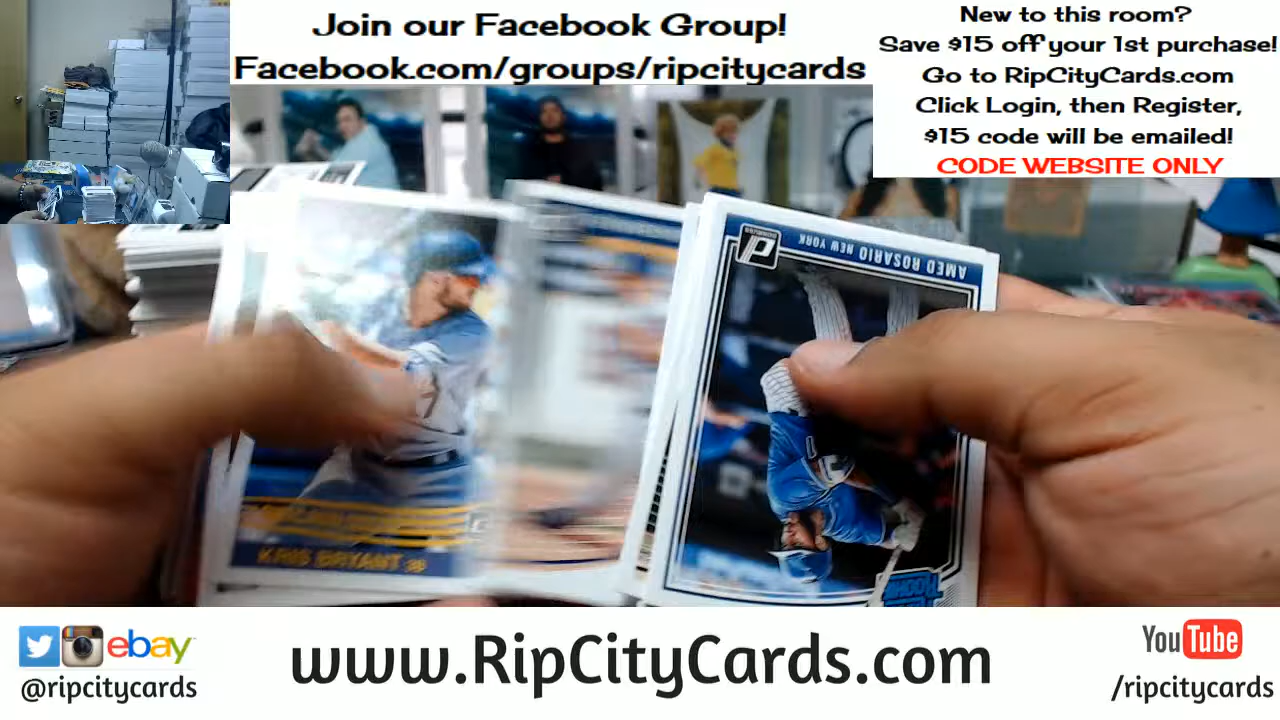 Join our Facebook Group!
Facebook.com/groups/ripcitycards
New to this room?
Save $15 off your 1st purchase!
Go to RipCityCards.com
Click Login, then Register,
$15 code will be emailed!
CODE WEBSITE ONLY
AMED ROSARIO NEW YORK
KRIS BRYANT 3B
ebay
@ripcitycards
www.RipCityCards.com
YouTube
/ripcitycards